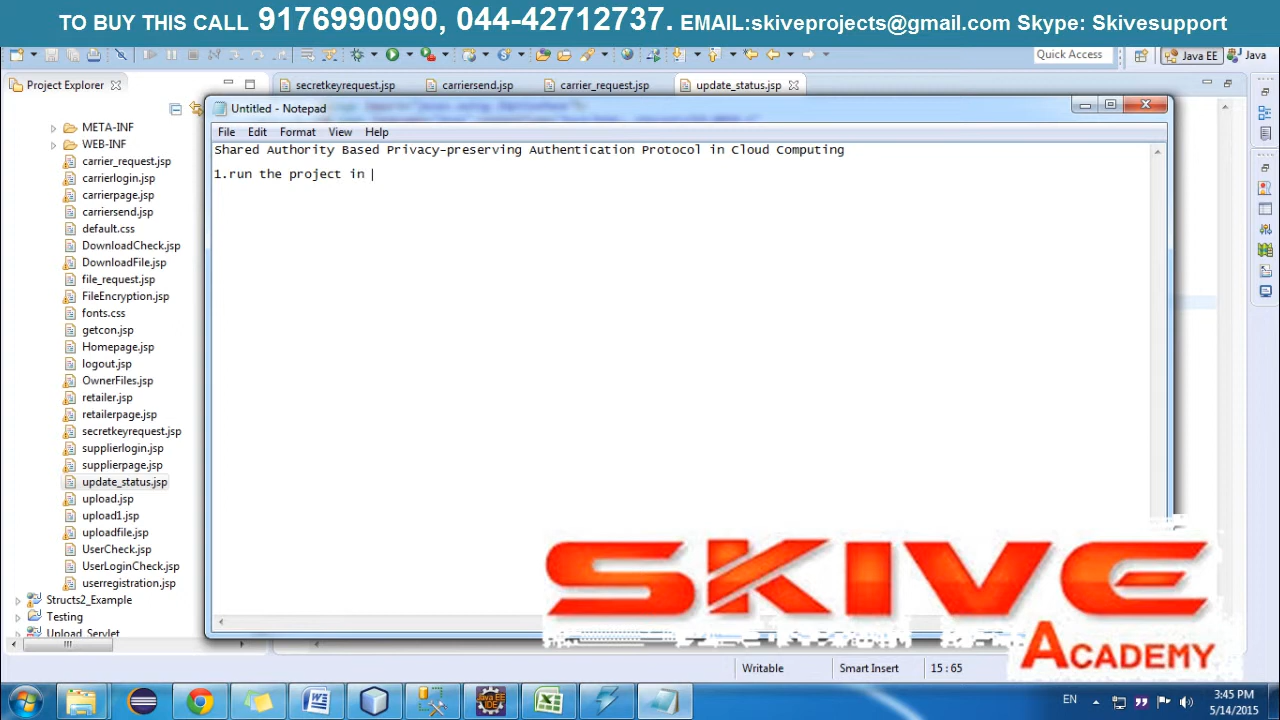 TO BUY THIS CALL 9176990090, 044-42712737. EMAIL:skiveprojects@gmail.com Skype: Skivesupport
Quick Access
Java EE
Java
Project Explorer
secretkeyrequest.jsp
carriersend.jsp
carrier_request.jsp
update_status.jsp
Untitled - Notepad
File Edit Format View Help
Shared Authority Based Privacy-preserving Authentication Protocol in Cloud Computing
1.run the project in
META-INF
WEB-INF
carrier_request.jsp
carrierlogin.jsp
carrierpage.jsp
carriersend.jsp
default.css
DownloadCheck.jsp
DownloadFile.jsp
file_request.jsp
FileEncryption.jsp
fonts.css
getcon.jsp
Homepage.jsp
logout.jsp
OwnerFiles.jsp
retailer.jsp
retailerpage.jsp
secretkeyrequest.jsp
supplierlogin.jsp
supplierpage.jsp
update_status.jsp
upload.jsp
upload1.jsp
uploadfile.jsp
UserCheck.jsp
UserLoginCheck.jsp
userregistration.jsp
Structs2_Example
Testing
Upload_Servlet
SKIVE
ACADEMY
Writable
Smart Insert
15 : 65
EN
3:45 PM
5/14/2015